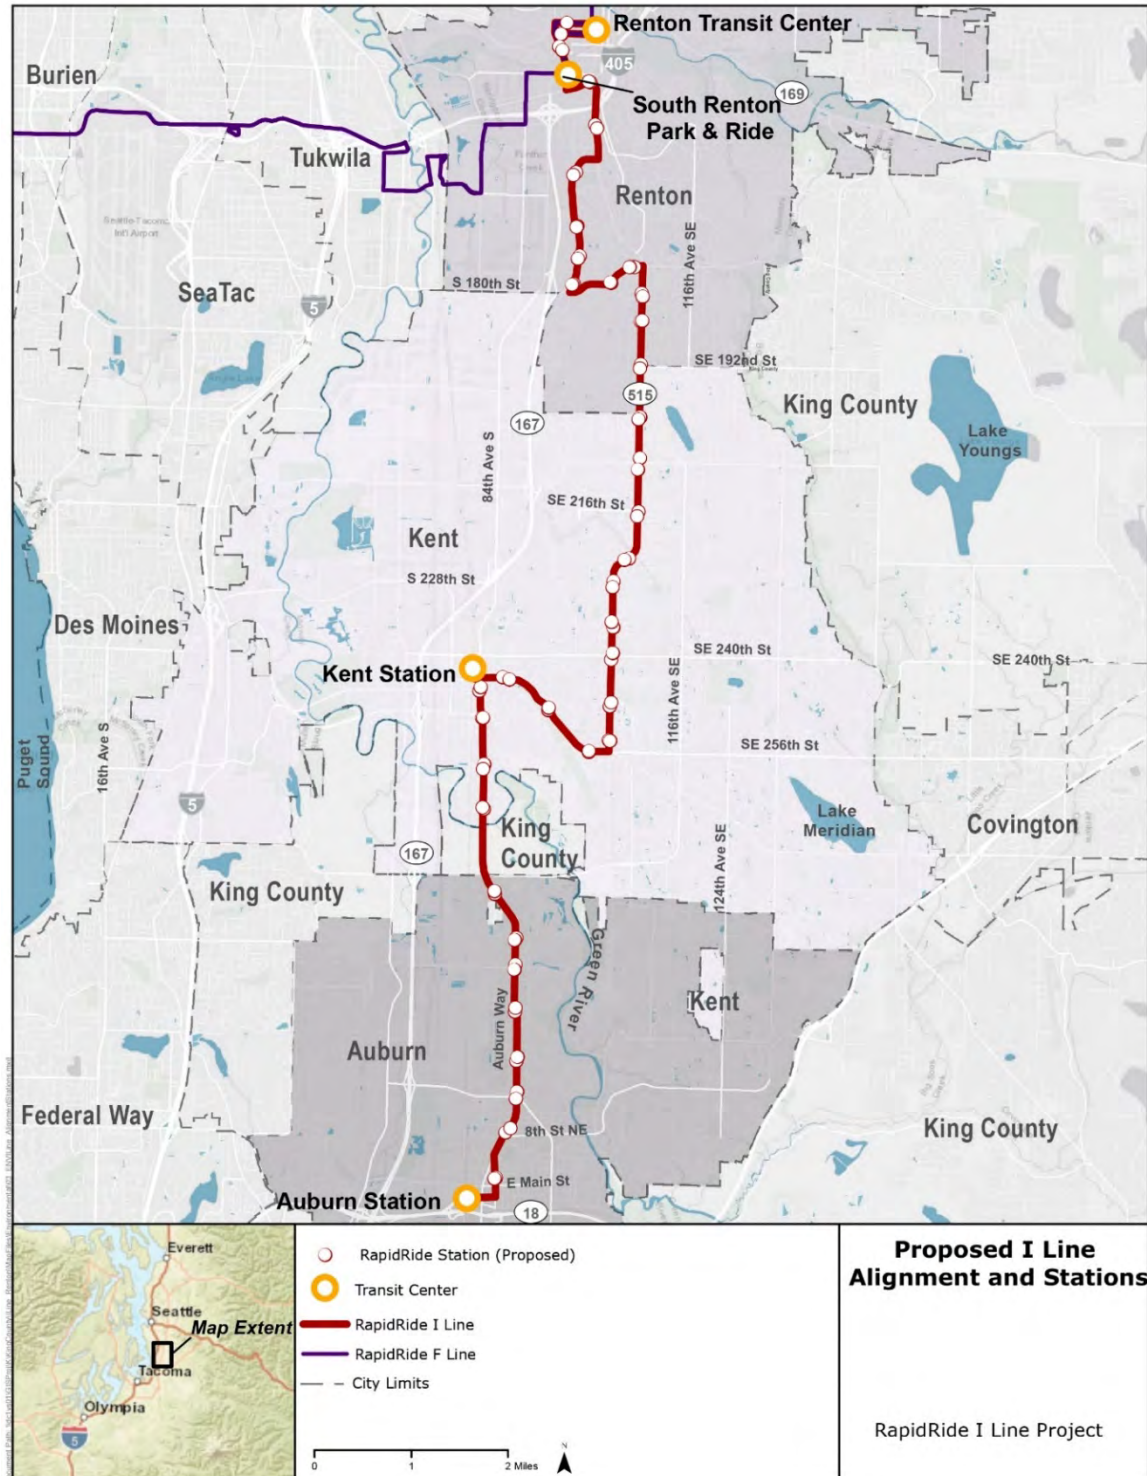 Renton Transit Center
Burien
405
169
South Renton
Park & Ride
Tukwila
Renton
Seattle-Tacoma
Int'l Airport
116th Ave SE
S 180th St
SeaTac
5
SE 192nd St
515
King County
167
Lake
Youngs
84th Ave S
SE 216th St
Kent
S 228th St
Des Moines
SE 240th St
SE 240th St
Kent Station
116th Ave SE
Puget
Sound
16th Ave S
SE 256th St
5
Lake
Meridian
King
County
Covington
167
King County
124th Ave SE
Green River
Kent
Auburn Way
Auburn
Federal Way
8th St NE
King County
E Main St
Auburn Station
18
Everett
Seattle
Map Extent
Tacoma
Olympia
5
RapidRide Station (Proposed)
Transit Center
RapidRide I Line
RapidRide F Line
City Limits
0
1
2 Miles
N
Proposed I Line
Alignment and Stations
RapidRide I Line Project